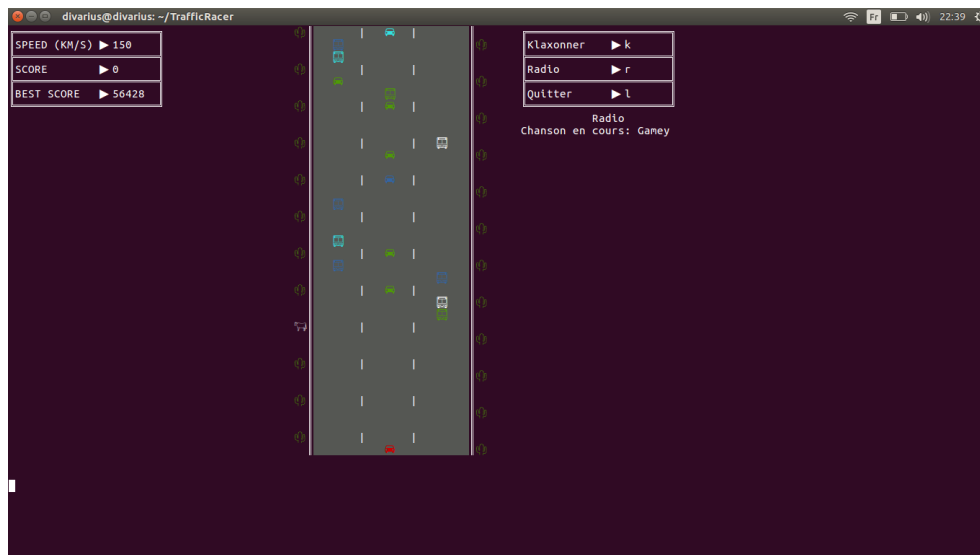 divarius@divarius: ~/TrafficRacer
Fr
22:39
SPEED (KM/S) ▶ 150
SCORE ▶ 0
BEST SCORE ▶ 56428
Klaxonner ▶ k
Radio ▶ r
Quitter ▶ l
Radio
Chanson en cours: Gamey